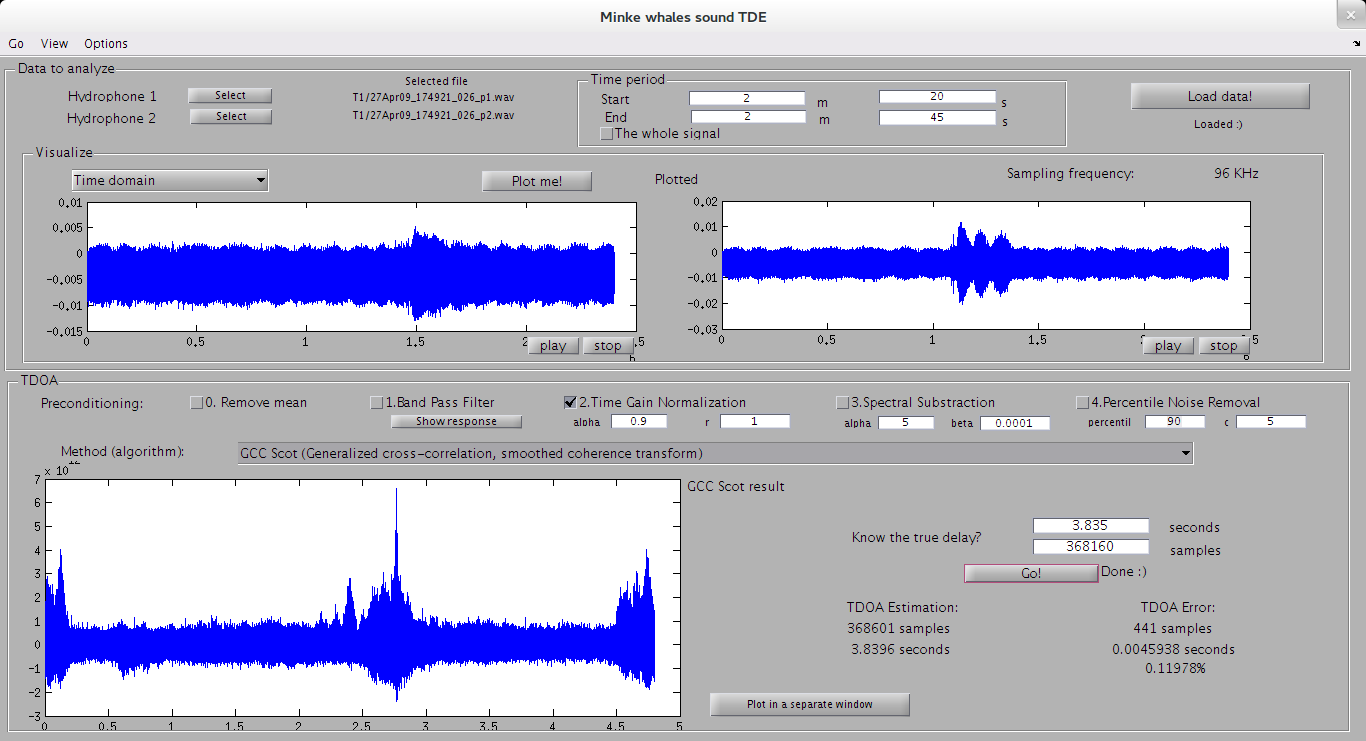 Minke whales sound TDE
Go View Options
Data to analyze
Hydrophone 1 Select
Hydrophone 2 Select
Selected file
T1/27Apr09_174921_026_p1.wav
T1/27Apr09_174921_026_p2.wav
Time period
Start 2 m 20 s
End 2 m 45 s
The whole signal
Load data!
Loaded :)
Visualize
Time domain Plot me! Plotted Sampling frequency: 96 KHz
0.01
0.005
0
-0.005
-0.01
-0.015
0 0.5 1 1.5 2
play stop
0.02
0.01
0
-0.01
-0.02
-0.03
0 0.5 1 1.5
play stop
TDOA
Preconditioning: 0. Remove mean 1.Band Pass Filter 2.Time Gain Normalization 3.Spectral Substraction 4.Percentile Noise Removal
Show response alpha 0.9 r 1 alpha 5 beta 0.0001 percentil 90 c 5
Method (algorithm): GCC Scot (Generalized cross-correlation, smoothed coherence transform)
x 10
7
6
5
4
3
2
1
0
-1
-2
-3
0 0.5 1 1.5 2 2.5 3 3.5 4 4.5 5
GCC Scot result
Know the true delay? 3.835 seconds
368160 samples
Go! Done :)
TDOA Estimation: TDOA Error:
368601 samples 441 samples
3.8396 seconds 0.0045938 seconds
0.11978%
Plot in a separate window